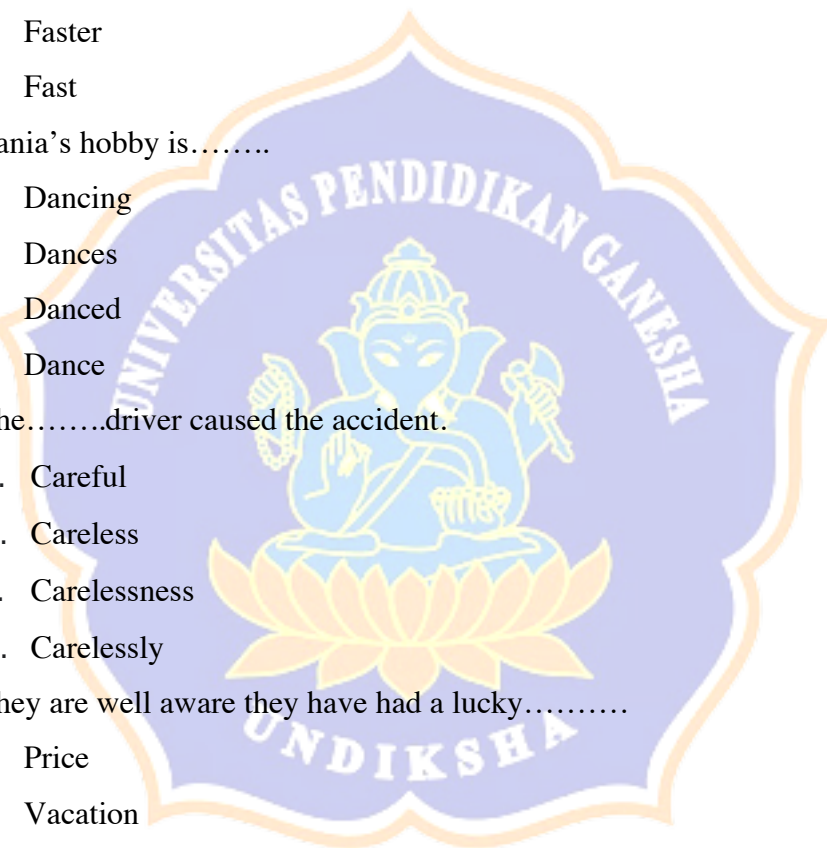 Faster
Fast
ania’s hobby is……..
Dancing
Dances
Danced
Dance
he……..driver caused the accident.
. Careful
. Careless
. Carelessness
. Carelessly
hey are well aware they have had a lucky……….
Price
Vacation
UNIVERSITAS PENDIDIKAN GANESHA
UNDIKSHA